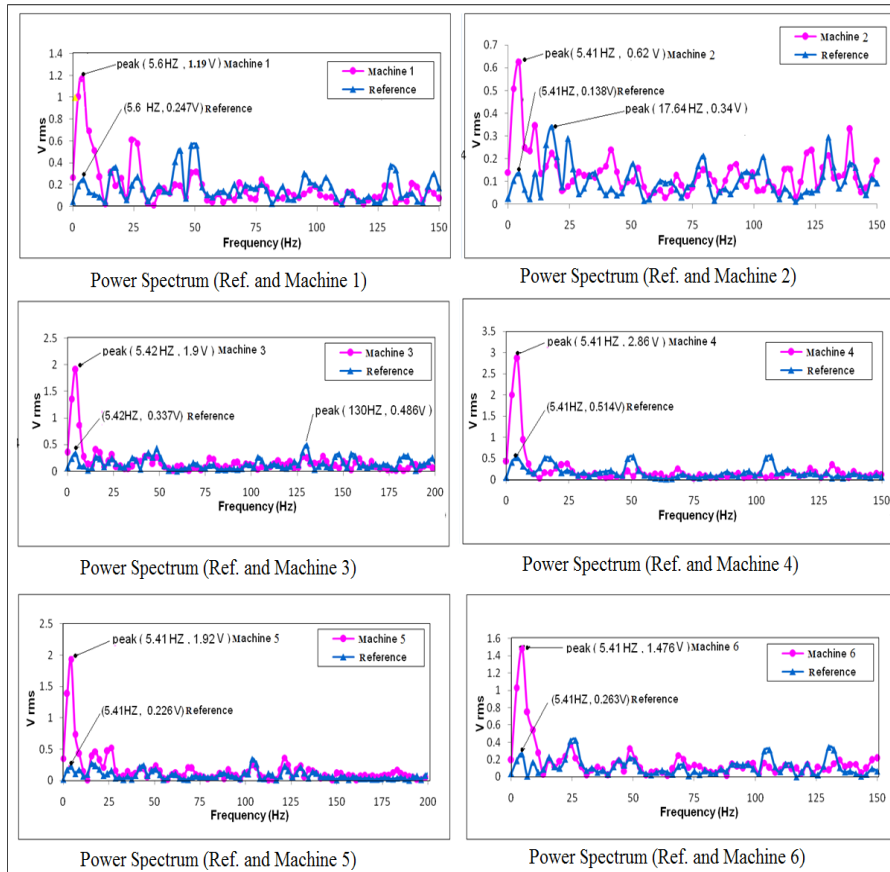 1.4
1.2
1
0.8
0.6
0.4
0.2
0
V rms
peak ( 5.6HZ , 1.19V) Machine 1
(5.6 HZ, 0.247V) Reference
Machine 1
Reference
0 25 50 75 100 125 150
Frequency (Hz)
Power Spectrum (Ref. and Machine 1)
0.7
0.6
0.5
0.4
0.3
0.2
0.1
0
V rms
peak ( 5.41 HZ , 0.62 V) Machine 2
(5.41HZ , 0.138V) Reference
peak ( 17.64 HZ, 0.34 V)
Machine 2
Reference
0 25 50 75 100 125 150
Frequency (Hz)
Power Spectrum (Ref. and Machine 2)
2.5
2
1.5
1
0.5
0
V rms
peak ( 5.42 HZ , 1.9 V) Machine 3
(5.42HZ , 0.337V) Reference
peak ( 130HZ , 0.486V )
Machine 3
Reference
0 25 50 75 100 125 150 175 200
Frequency (Hz)
Power Spectrum (Ref. and Machine 3)
3.5
3
2.5
2
1.5
1
0.5
0
V rms
peak ( 5.41 HZ , 2.86 V) Machine 4
(5.41HZ , 0.514V) Reference
Machine 4
Reference
0 25 50 75 100 125 150
Frequency (Hz)
Power Spectrum (Ref. and Machine 4)
2.5
2
1.5
1
0.5
0
V rms
peak ( 5.41 HZ , 1.92 V) Machine 5
(5.41HZ , 0.226V) Reference
Machine 5
Reference
0 25 50 75 100 125 150 175 200
Frequency (Hz)
Power Spectrum (Ref. and Machine 5)
1.6
1.4
1.2
1
0.8
0.6
0.4
0.2
0
V rms
peak ( 5.41 HZ , 1.476 V) Machine 6
(5.41HZ , 0.263V) Reference
Machine 6
Reference
0 25 50 75 100 125 150
Frequency (Hz)
Power Spectrum (Ref. and Machine 6)